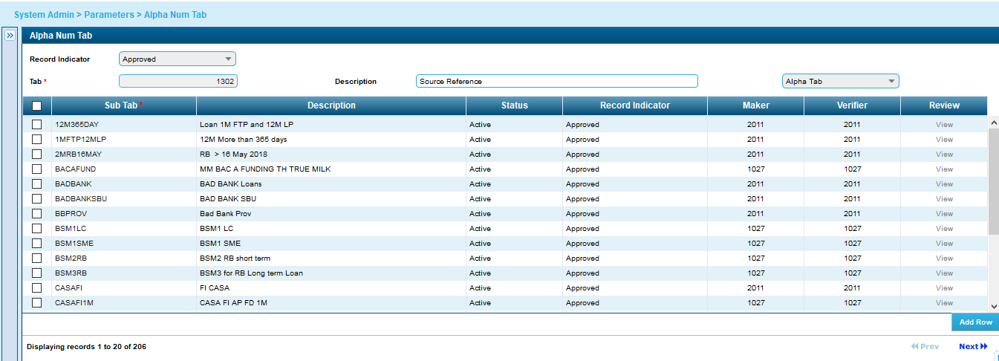 System Admin > Parameters > Alpha Num Tab
Alpha Num Tab
Record Indicator Approved
Tab * 1302 Description Source Reference Alpha Tab
Sub Tab * Description Status Record Indicator Maker Verifier Review
12M365DAY Loan 1M FTP and 12M LP Active Approved 2011 2011 View
1MFTP12MLP 12M More than 365 days Active Approved 2011 2011 View
2MRB16MAY RB > 16 May 2018 Active Approved 2011 2011 View
BACAFUND MM BAC A FUNDING TH TRUE MILK Active Approved 1027 1027 View
BADBANK BAD BANK Loans Active Approved 2011 2011 View
BADBANKSBU BAD BANK SBU Active Approved 2011 2011 View
BBPROV Bad Bank Prov Active Approved 2011 2011 View
BSM1LC BSM1 LC Active Approved 1027 1027 View
BSM1SME BSM1 SME Active Approved 1027 1027 View
BSM2RB BSM2 RB short term Active Approved 1027 1027 View
BSM3RB BSM3 for RB Long term Loan Active Approved 1027 1027 View
CASAFI FI CASA Active Approved 2011 2011 View
CASAFI1M CASA FI AP FD 1M Active Approved 1027 1027 View
Add Row
Displaying records 1 to 20 of 206 Prev Next